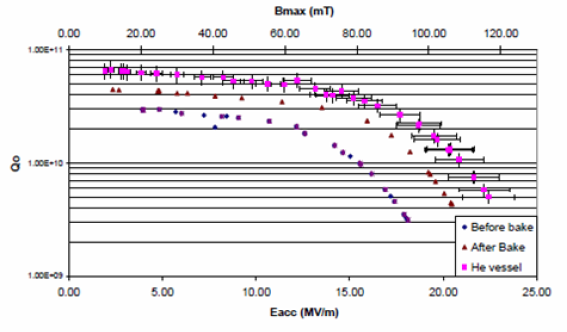 Bmax (mT)
0.00 20.00 40.00 60.00 80.00 100.00 120.00
1.00E+11
1.00E+10
1.00E+09
Qo
Before bake
After Bake
He vessel
0.00 5.00 10.00 15.00 20.00 25.00
Eacc (MV/m)